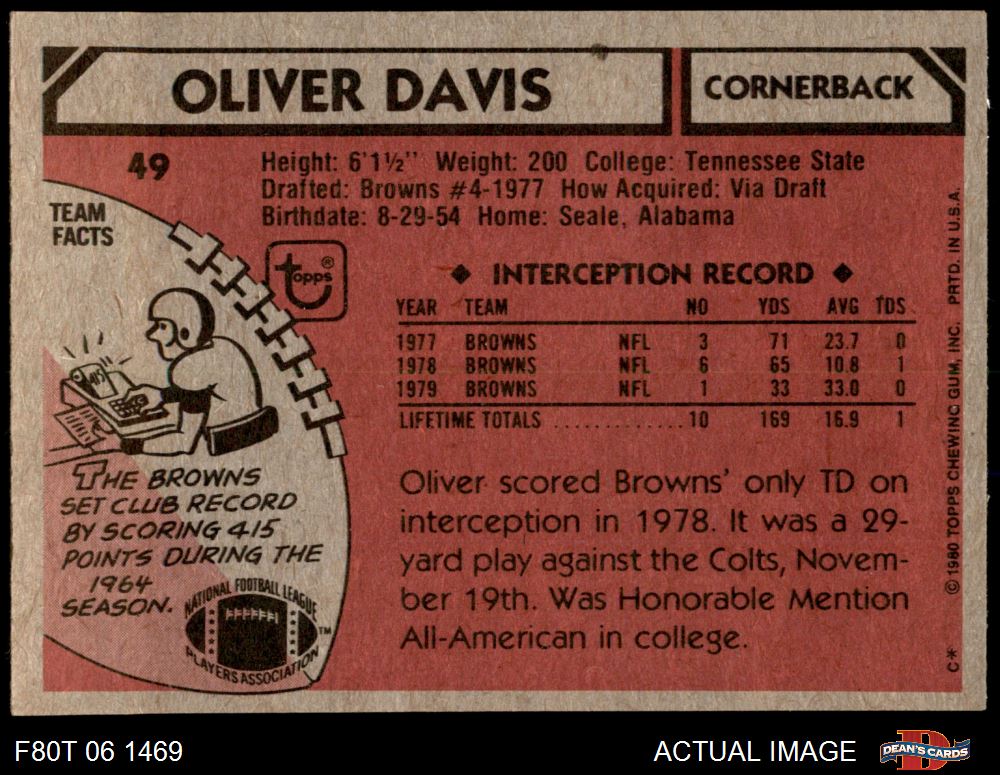 OLIVER DAVIS
CORNERBACK
49
Height: 6'1½" Weight: 200 College: Tennessee State
Drafted: Browns #4-1977 How Acquired: Via Draft
Birthdate: 8-29-54 Home: Seale, Alabama
TEAM
FACTS
topps®
415
THE BROWNS
SET CLUB RECORD
BY SCORING 415
POINTS DURING THE
1964
SEASON.
NATIONAL FOOTBALL LEAGUE
PLAYERS ASSOCIATION
TM
◆ INTERCEPTION RECORD ◆
YEAR TEAM NO YDS AVG TDS
1977 BROWNS NFL 3 71 23.7 0
1978 BROWNS NFL 6 65 10.8 1
1979 BROWNS NFL 1 33 33.0 0
LIFETIME TOTALS ............. 10 169 16.9 1
Oliver scored Browns' only TD on
interception in 1978. It was a 29-
yard play against the Colts, Novem-
ber 19th. Was Honorable Mention
All-American in college.
C* © 1980 TOPPS CHEWING GUM, INC. PRTD. IN U.S.A.
F80T 06 1469
ACTUAL IMAGE
D
DEAN'S CARDS